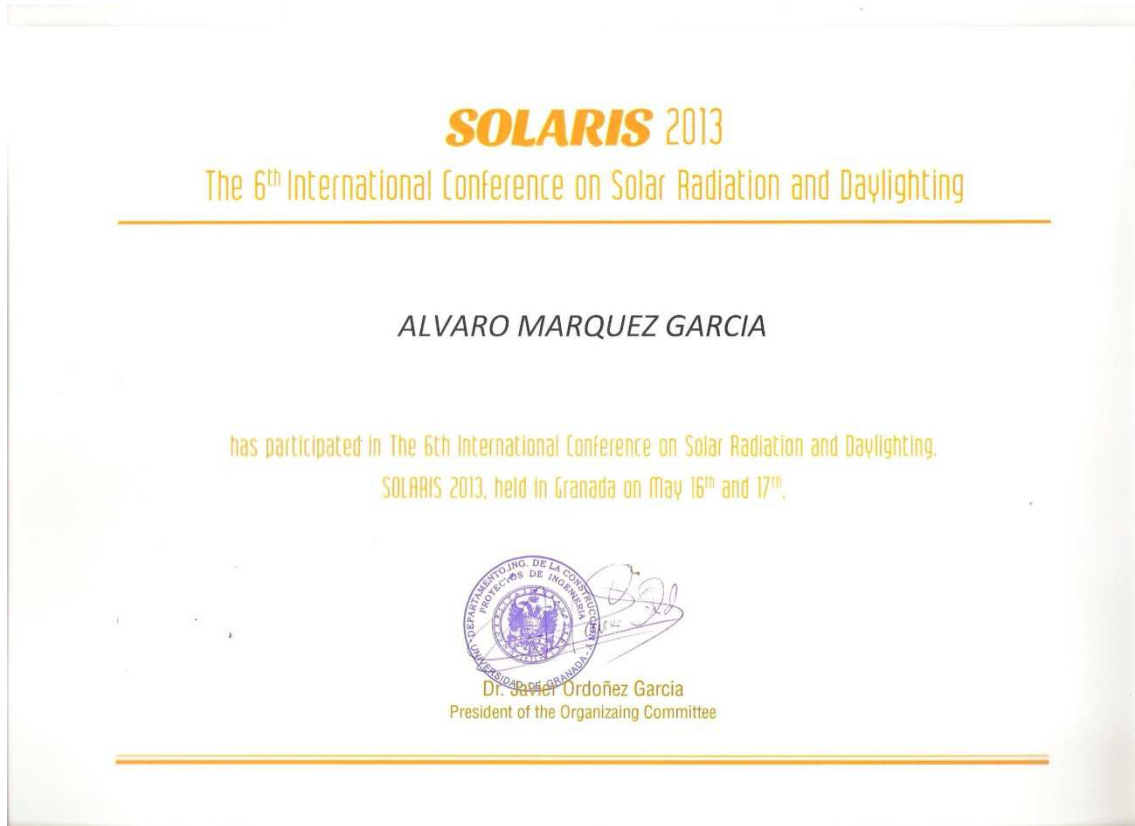 SOLARIS 2013
The 6th International Conference on Solar Radiation and Daylighting
ALVARO MARQUEZ GARCIA
has participated in The 6th International Conference on Solar Radiation and Daylighting.
SOLARIS 2013, held in Granada on May 16th and 17th.
DEPARTAMENTO ING. DE LA CONSTRUCCIÓN Y
PROYECTOS DE INGENIERIA
UNIVERSIDAD DE GRANADA
Dr. Javier Ordoñez Garcia
President of the Organizaing Committee